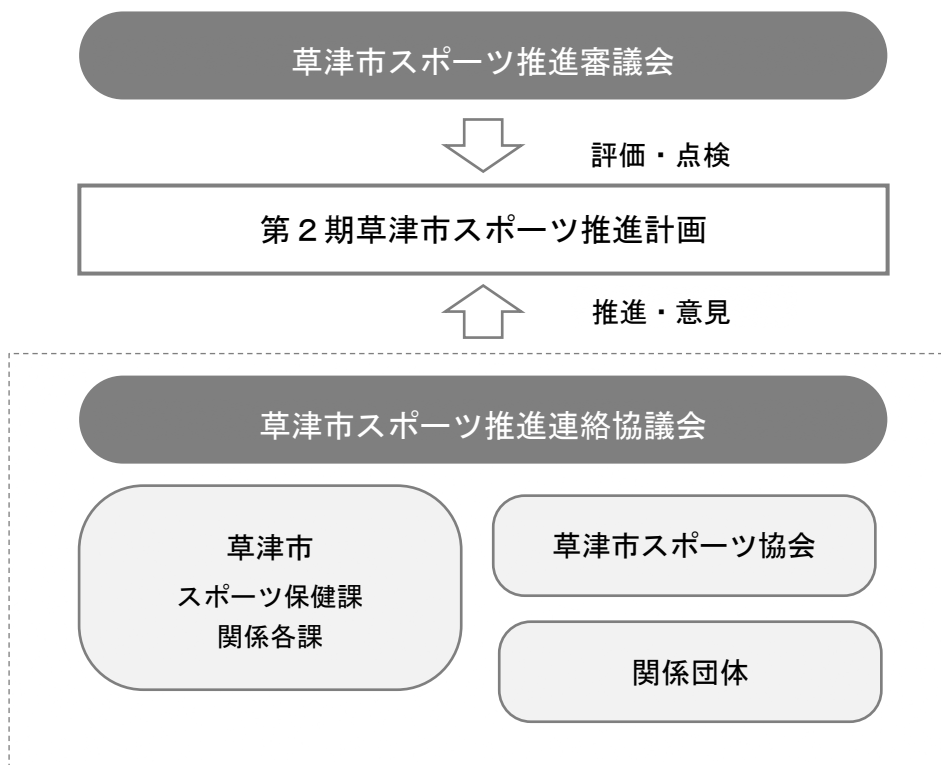 草津市スポーツ推進審議会
評価・点検
第２期草津市スポーツ推進計画
推進・意見
草津市スポーツ推進連絡協議会
草津市
スポーツ保健課
関係各課
草津市スポーツ協会
関係団体